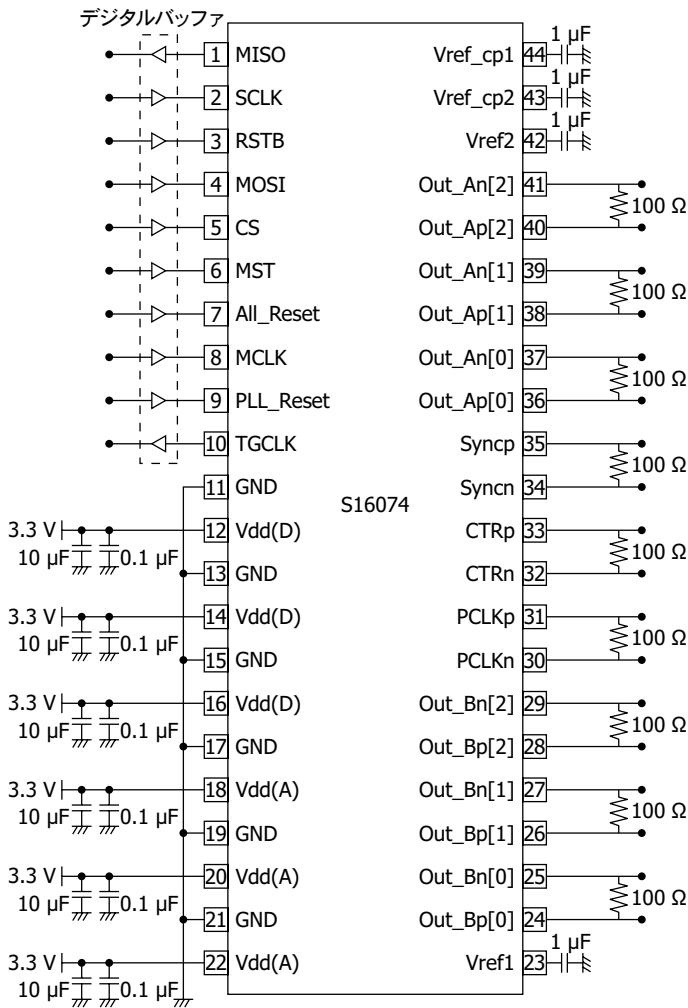 デジタルバッファ
1 MISO
2 SCLK
3 RSTB
4 MOSI
5 CS
6 MST
7 All_Reset
8 MCLK
9 PLL_Reset
10 TGCLK
11 GND
3.3 V 10 µF 0.1 µF 12 Vdd(D)
13 GND
3.3 V 10 µF 0.1 µF 14 Vdd(D)
15 GND
3.3 V 10 µF 0.1 µF 16 Vdd(D)
17 GND
3.3 V 10 µF 0.1 µF 18 Vdd(A)
19 GND
3.3 V 10 µF 0.1 µF 20 Vdd(A)
21 GND
3.3 V 10 µF 0.1 µF 22 Vdd(A)
S16074
Vref_cp1 44 1 µF
Vref_cp2 43 1 µF
Vref2 42 1 µF
Out_An[2] 41
100 Ω
Out_Ap[2] 40
Out_An[1] 39
100 Ω
Out_Ap[1] 38
Out_An[0] 37
100 Ω
Out_Ap[0] 36
Syncp 35
100 Ω
Syncn 34
CTRp 33
100 Ω
CTRn 32
PCLKp 31
100 Ω
PCLKn 30
Out_Bn[2] 29
100 Ω
Out_Bp[2] 28
Out_Bn[1] 27
100 Ω
Out_Bp[1] 26
Out_Bn[0] 25
100 Ω
Out_Bp[0] 24
Vref1 23 1 µF